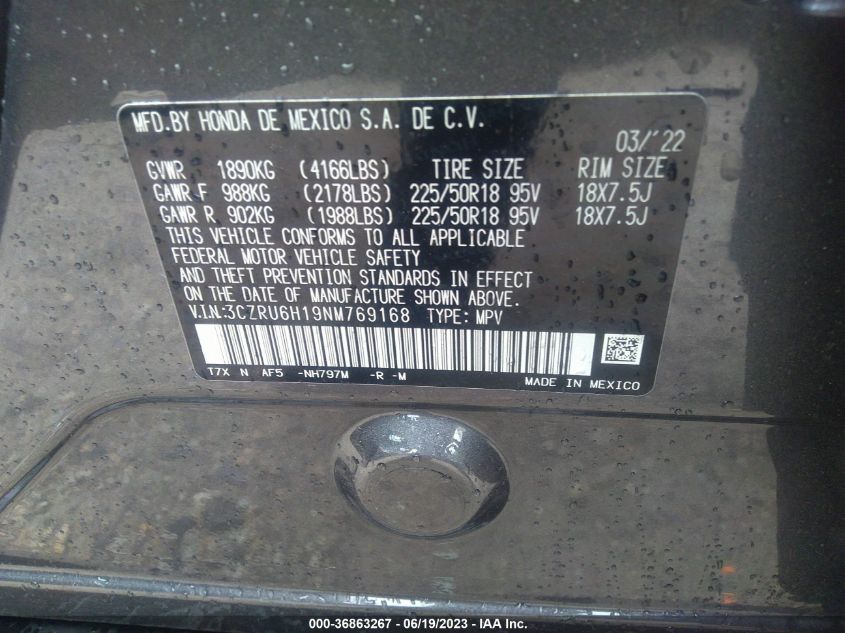 MFD.BY HONDA DE MEXICO S.A. DE C.V.
03/'22
GVWR 1890KG (4166LBS) TIRE SIZE RIM SIZE
GAWR F 988KG (2178LBS) 225/50R18 95V 18X7.5J
GAWR R 902KG (1988LBS) 225/50R18 95V 18X7.5J
THIS VEHICLE CONFORMS TO ALL APPLICABLE
FEDERAL MOTOR VEHICLE SAFETY
AND THEFT PREVENTION STANDARDS IN EFFECT
ON THE DATE OF MANUFACTURE SHOWN ABOVE.
V.I.N.:3CZRU6H19NM769168 TYPE: MPV
T7X N AF5 -NH797M -R -M
MADE IN MEXICO
000-36863267 - 06/19/2023 - IAA Inc.